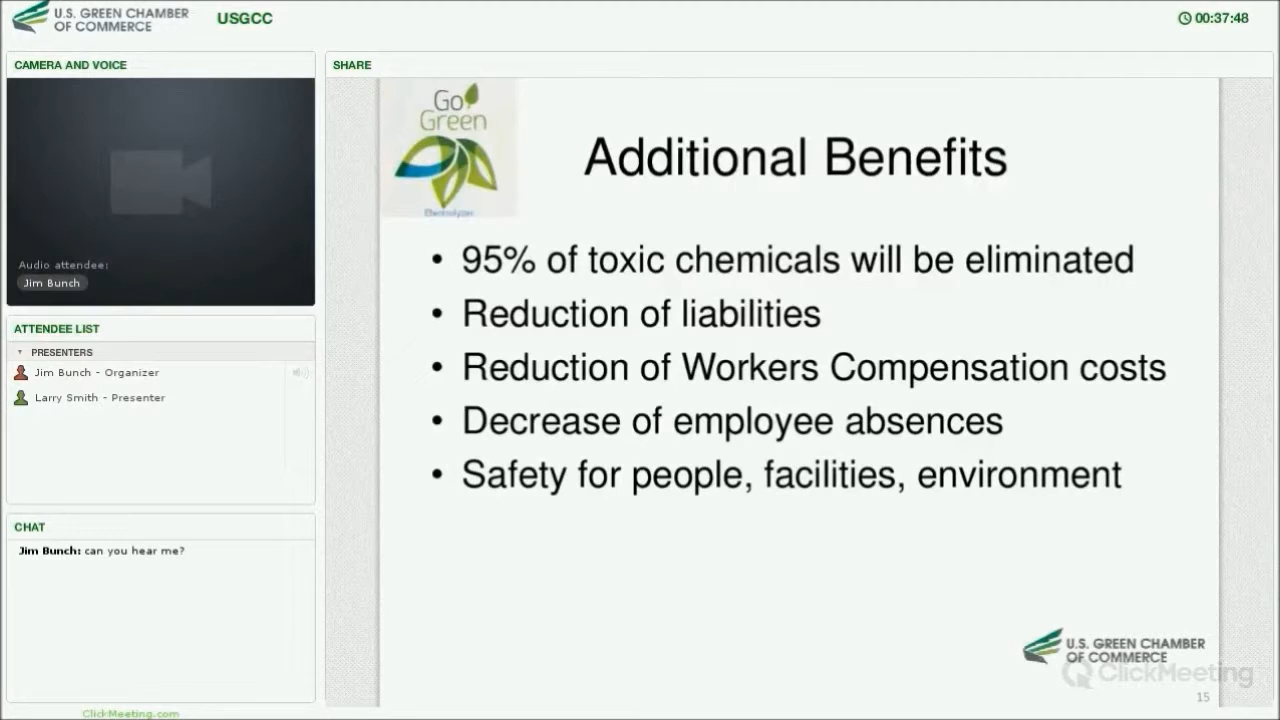 U.S. GREEN CHAMBER
OF COMMERCE
USGCC
00:37:48
CAMERA AND VOICE
Audio attendee:
Jim Bunch
ATTENDEE LIST
PRESENTERS
Jim Bunch - Organizer
Larry Smith - Presenter
CHAT
Jim Bunch: can you hear me?
ClickMeeting.com
SHARE
Go
Green
Electrolyzer
Additional Benefits
• 95% of toxic chemicals will be eliminated
• Reduction of liabilities
• Reduction of Workers Compensation costs
• Decrease of employee absences
• Safety for people, facilities, environment
U.S. GREEN CHAMBER
OF COMMERCE
ClickMeeting
15